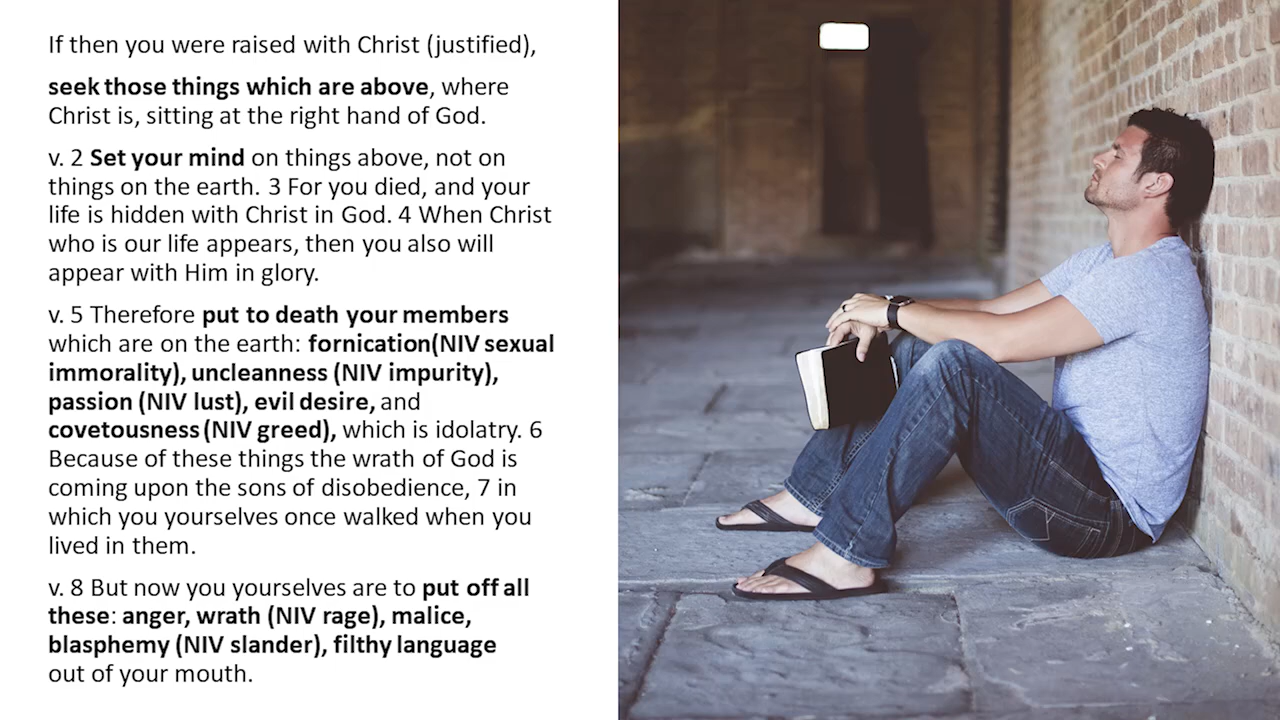 If then you were raised with Christ (justified),
seek those things which are above, where
Christ is, sitting at the right hand of God.
v. 2 Set your mind on things above, not on
things on the earth. 3 For you died, and your
life is hidden with Christ in God. 4 When Christ
who is our life appears, then you also will
appear with Him in glory.
v. 5 Therefore put to death your members
which are on the earth: fornication(NIV sexual
immorality), uncleanness (NIV impurity),
passion (NIV lust), evil desire, and
covetousness (NIV greed), which is idolatry. 6
Because of these things the wrath of God is
coming upon the sons of disobedience, 7 in
which you yourselves once walked when you
lived in them.
v. 8 But now you yourselves are to put off all
these: anger, wrath (NIV rage), malice,
blasphemy (NIV slander), filthy language
out of your mouth.